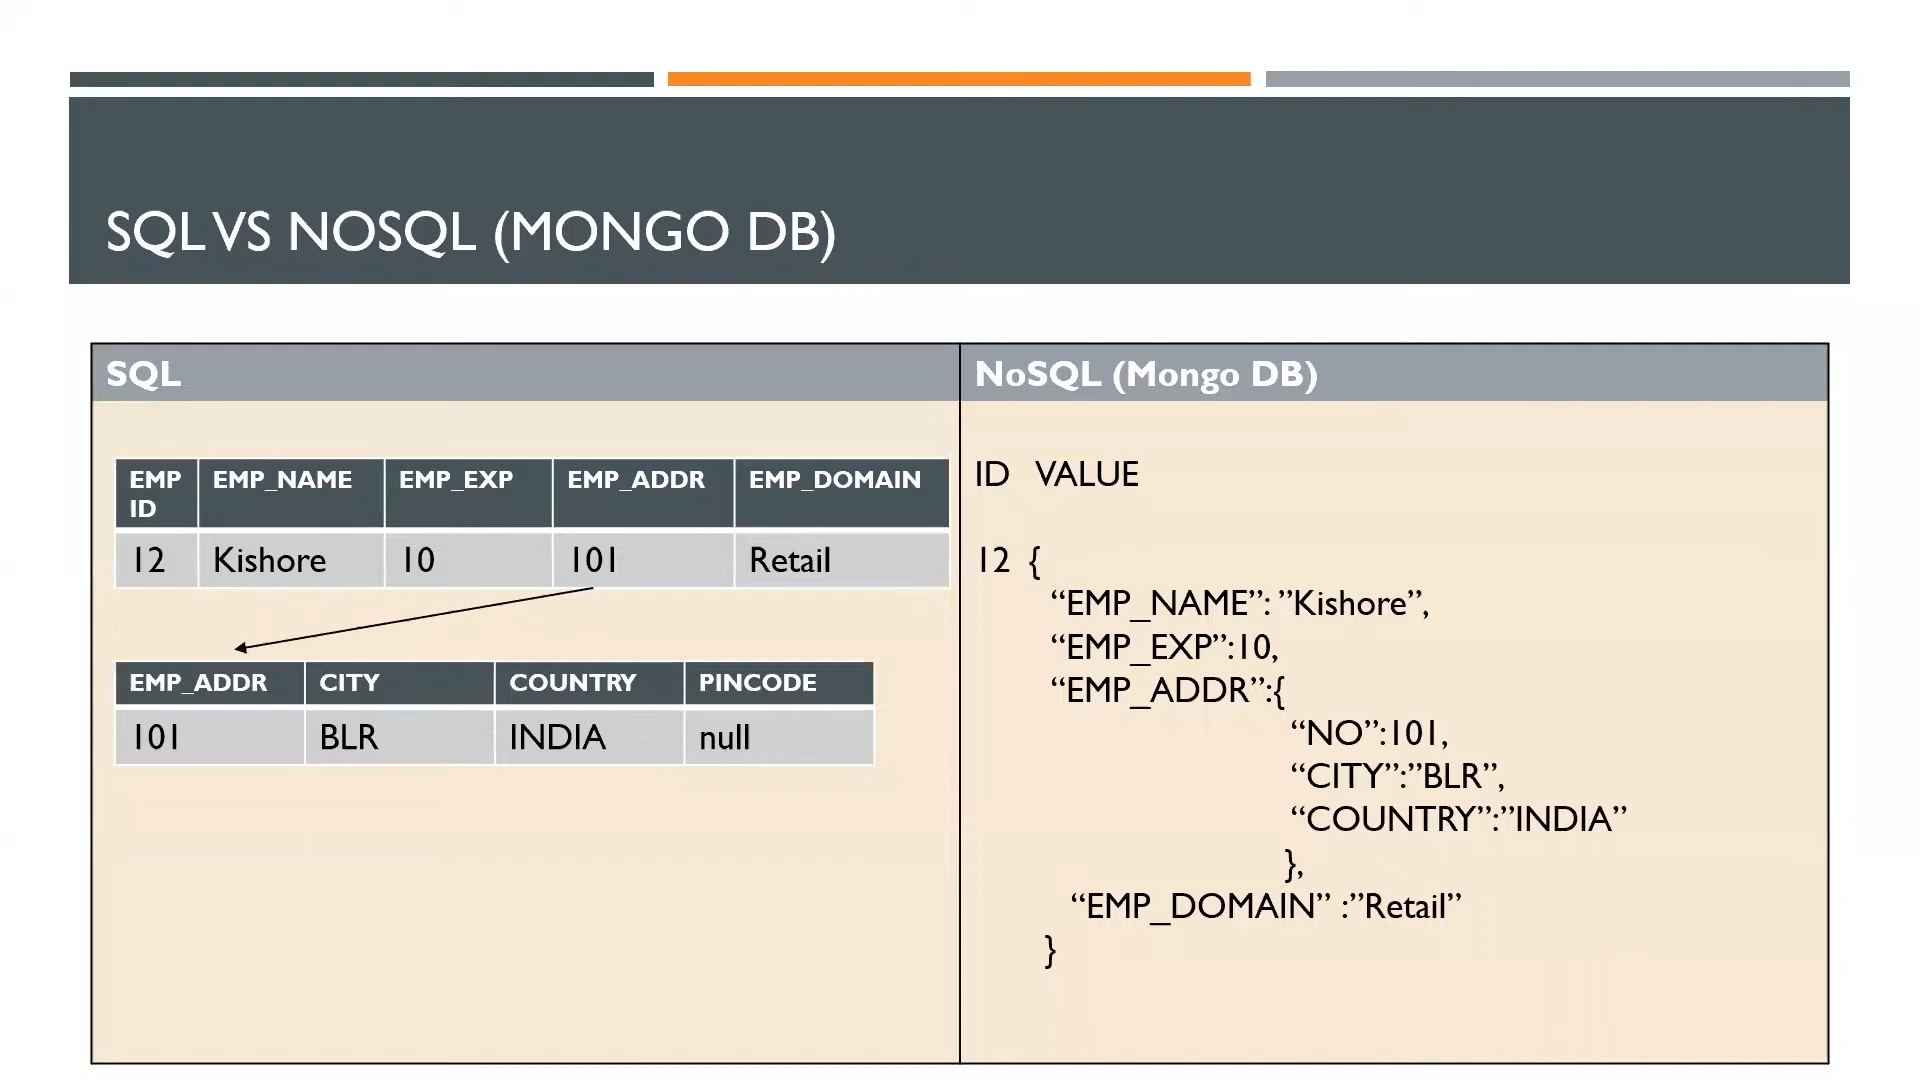 SQL VS NOSQL (MONGO DB)
SQL
NoSQL (Mongo DB)
EMP ID EMP_NAME EMP_EXP EMP_ADDR EMP_DOMAIN
12 Kishore 10 101 Retail
EMP_ADDR CITY COUNTRY PINCODE
101 BLR INDIA null
ID VALUE
12 {
“EMP_NAME”: ”Kishore”,
“EMP_EXP”:10,
“EMP_ADDR”:{
“NO”:101,
“CITY”:”BLR”,
“COUNTRY”:”INDIA”
},
“EMP_DOMAIN” :”Retail”
}